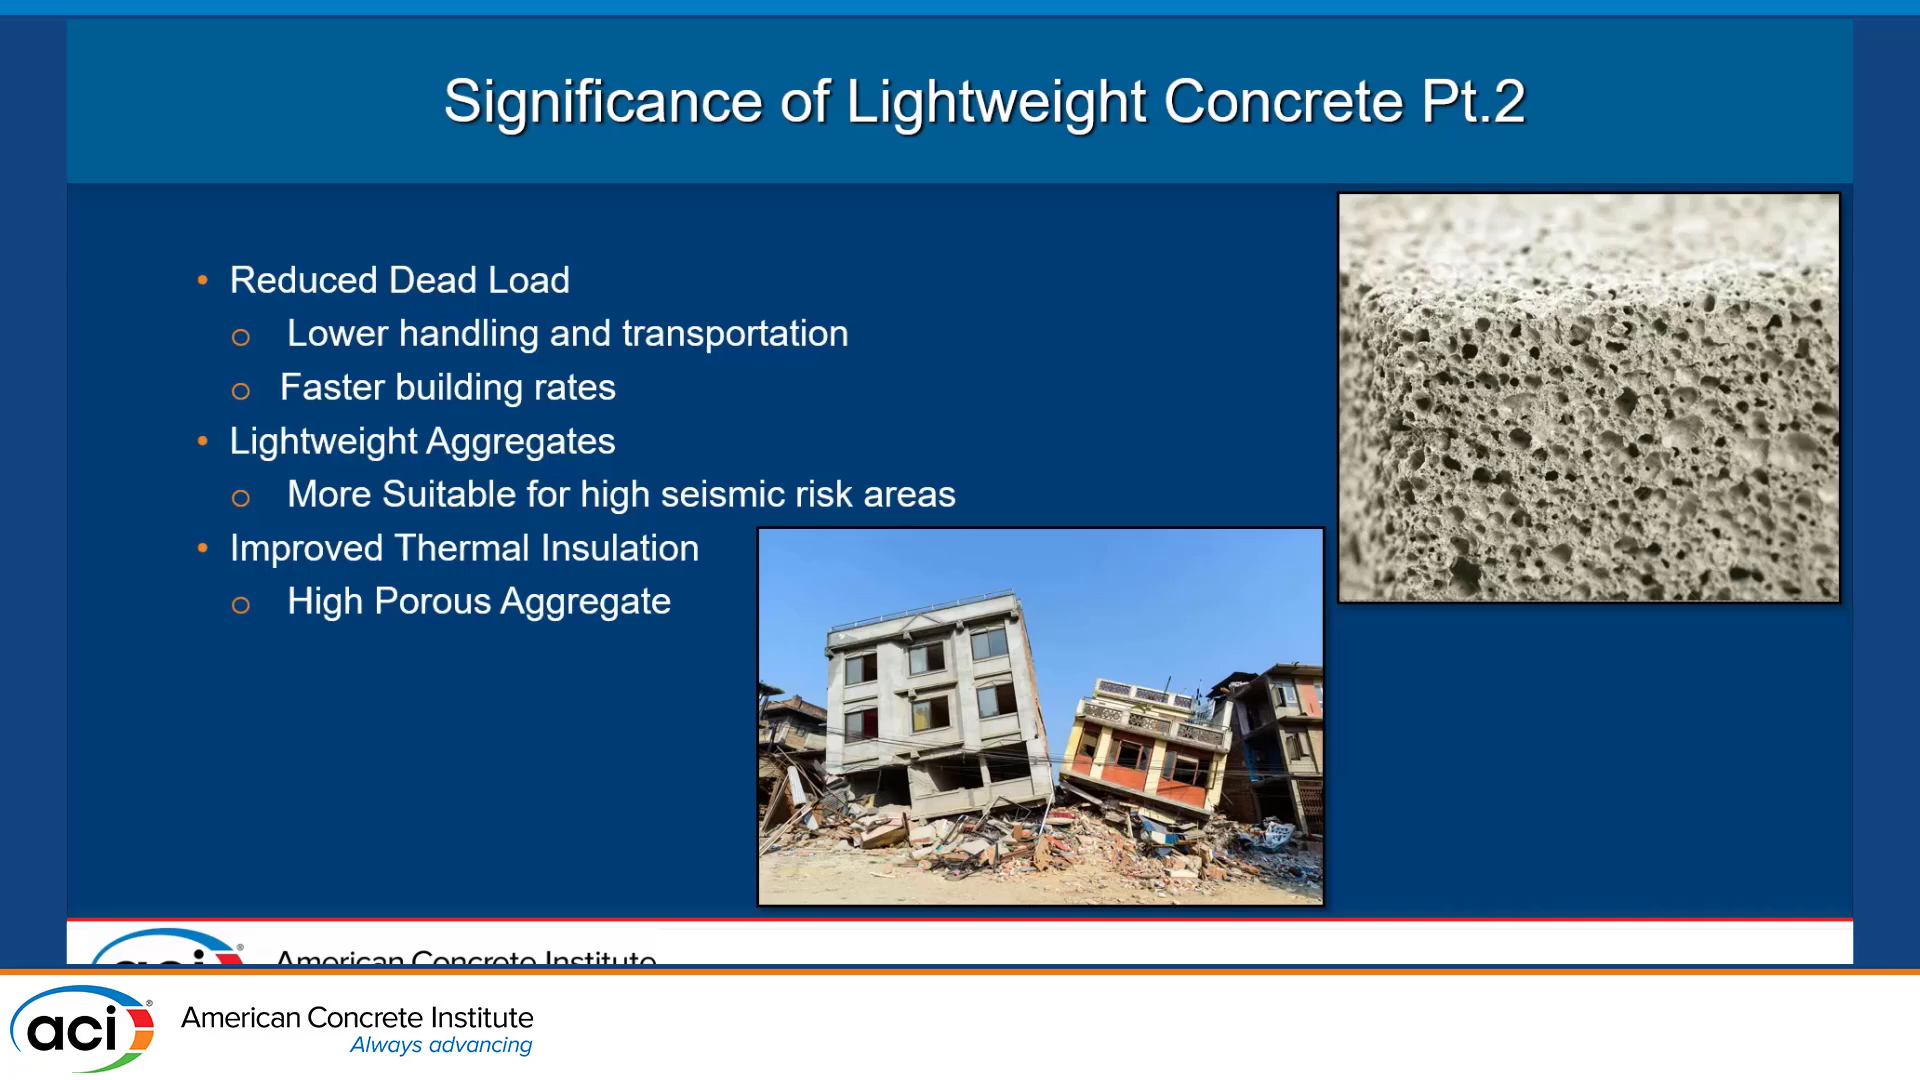 Significance of Lightweight Concrete Pt.2
• Reduced Dead Load
o Lower handling and transportation
o Faster building rates
• Lightweight Aggregates
o More Suitable for high seismic risk areas
• Improved Thermal Insulation
o High Porous Aggregate
aci® American Concrete Institute
aci® American Concrete Institute
Always advancing